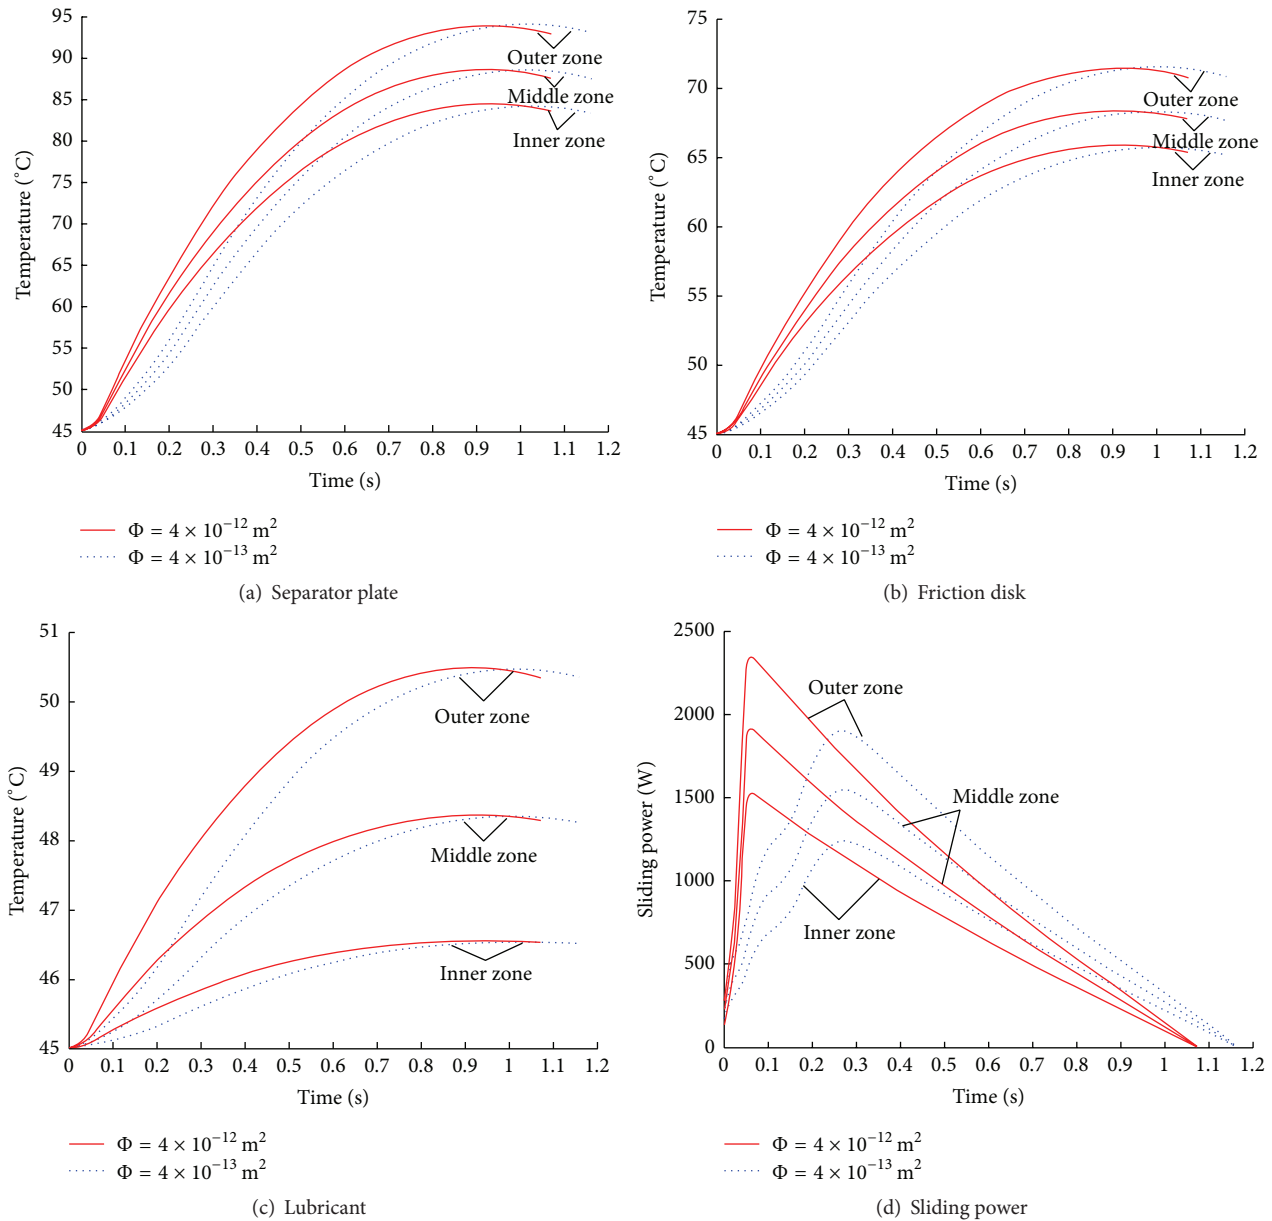 95
90
85
80
75
70
65
60
55
50
45
Temperature (°C)
Outer zone
Middle zone
Inner zone
0 0.1 0.2 0.3 0.4 0.5 0.6 0.7 0.8 0.9 1 1.1 1.2
Time (s)
Φ = 4 × 10⁻¹² m²
Φ = 4 × 10⁻¹³ m²
(a) Separator plate
75
70
65
60
55
50
45
Temperature (°C)
Outer zone
Middle zone
Inner zone
0 0.1 0.2 0.3 0.4 0.5 0.6 0.7 0.8 0.9 1 1.1 1.2
Time (s)
Φ = 4 × 10⁻¹² m²
Φ = 4 × 10⁻¹³ m²
(b) Friction disk
51
50
49
48
47
46
45
Temperature (°C)
Outer zone
Middle zone
Inner zone
0 0.1 0.2 0.3 0.4 0.5 0.6 0.7 0.8 0.9 1 1.1 1.2
Time (s)
Φ = 4 × 10⁻¹² m²
Φ = 4 × 10⁻¹³ m²
(c) Lubricant
2500
2000
1500
1000
500
0
Sliding power (W)
Outer zone
Middle zone
Inner zone
0 0.1 0.2 0.3 0.4 0.5 0.6 0.7 0.8 0.9 1 1.1 1.2
Time (s)
Φ = 4 × 10⁻¹² m²
Φ = 4 × 10⁻¹³ m²
(d) Sliding power